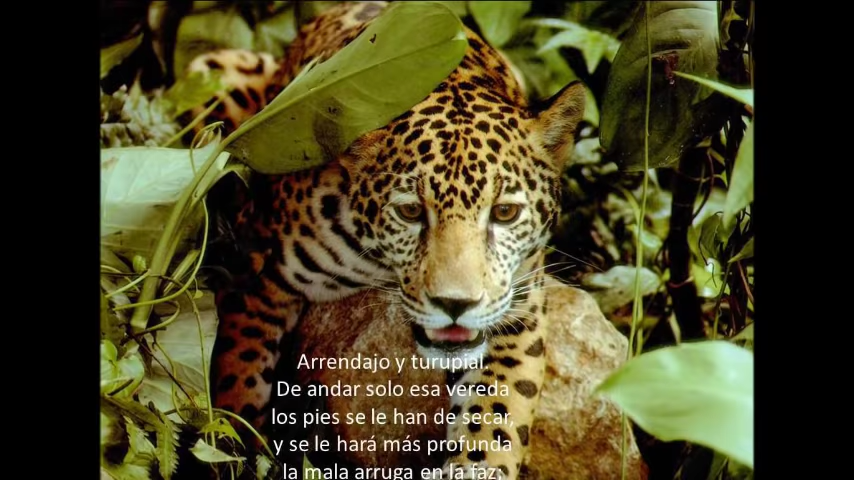 Arrendajo y turupial.
De andar solo esa vereda
los pies se le han de secar,
y se le hará más profunda
la mala arruga en la faz;